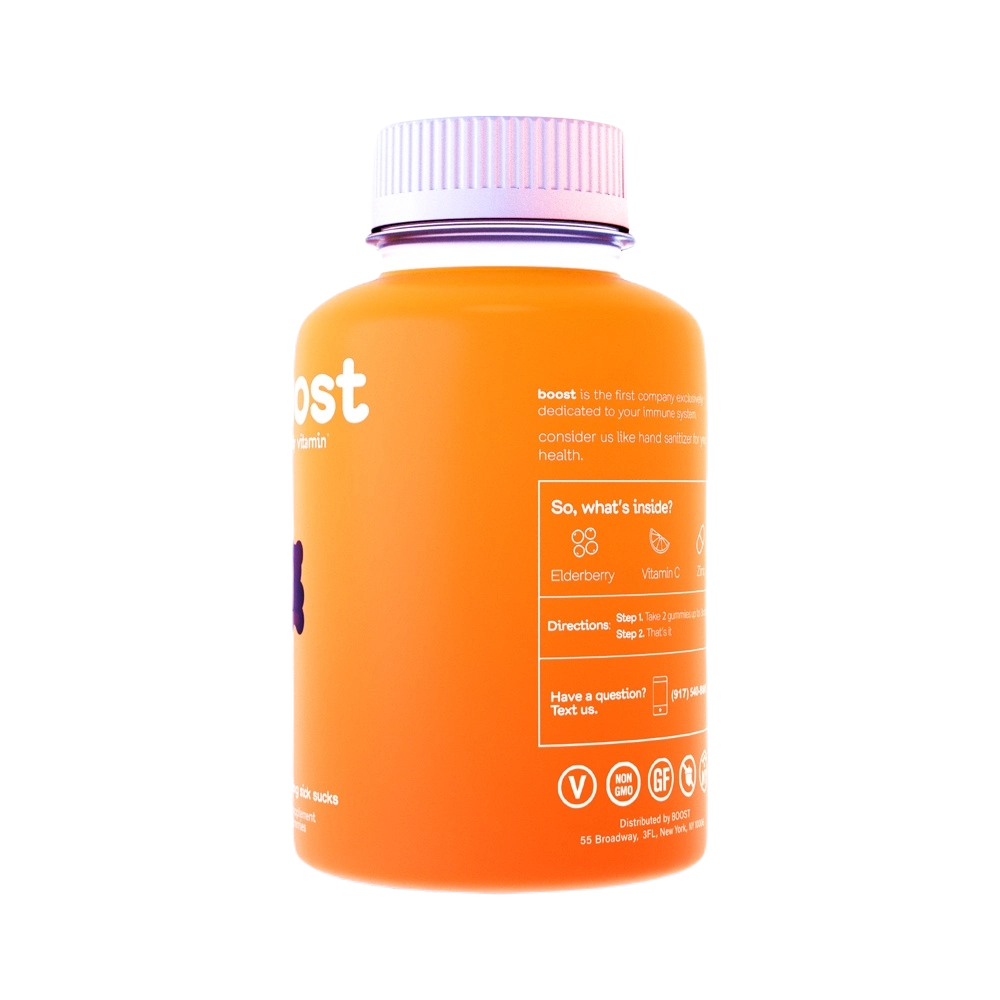 ost
vitamin
sick sucks
boost is the first company exclusively
dedicated to your immune system
consider us like hand sanitizer for your
health.
So, what's inside?
Elderberry
Vitamin C
Directions:
Step 1. Take 2 gummies up to
Step 2. That's it
Have a question?
Text us.
(917) 540-
V
NON
GMO
GF
Distributed by BOOST
55 Broadway, 3FL, New York, NY